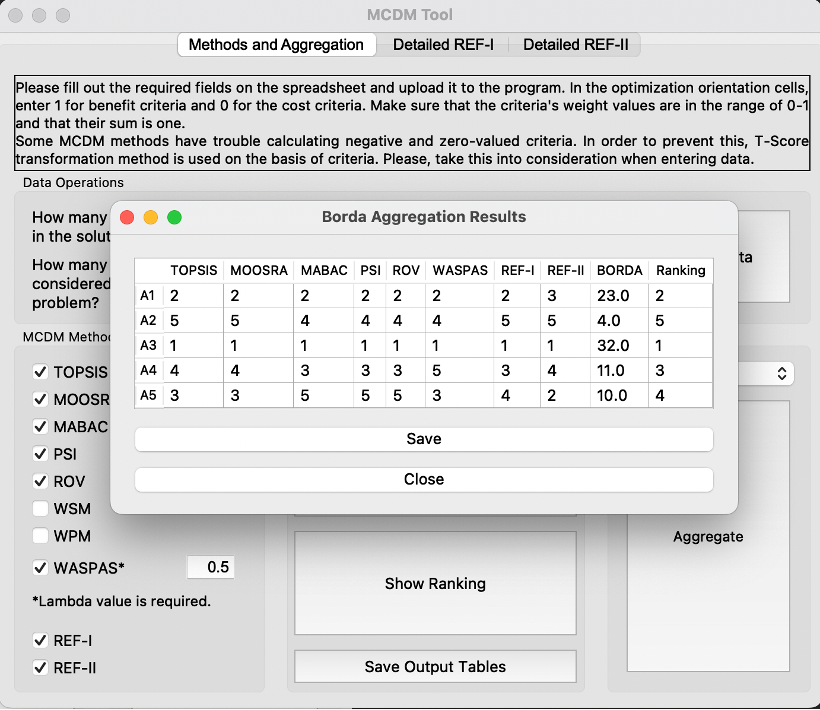 MCDM Tool
Methods and Aggregation Detailed REF-I Detailed REF-II
Please fill out the required fields on the spreadsheet and upload it to the program. In the optimization orientation cells,
enter 1 for benefit criteria and 0 for the cost criteria. Make sure that the criteria's weight values are in the range of 0-1
and that their sum is one.
Some MCDM methods have trouble calculating negative and zero-valued criteria. In order to prevent this, T-Score
transformation method is used on the basis of criteria. Please, take this into consideration when entering data.
Data Operations
How many
in the solut
How many
considered
problem?
ta
Borda Aggregation Results
TOPSIS MOOSRA MABAC PSI ROV WASPAS REF-I REF-II BORDA Ranking
A1 2 2 2 2 2 2 2 3 23.0 2
A2 5 5 4 4 4 4 5 5 4.0 5
A3 1 1 1 1 1 1 1 1 32.0 1
A4 4 4 3 3 3 5 3 4 11.0 3
A5 3 3 5 5 5 3 4 2 10.0 4
Save
Close
MCDM Metho
TOPSIS
MOOSR
MABAC
PSI
ROV
WSM
WPM
WASPAS* 0.5
*Lambda value is required.
REF-I
REF-II
Show Ranking
Save Output Tables
Aggregate